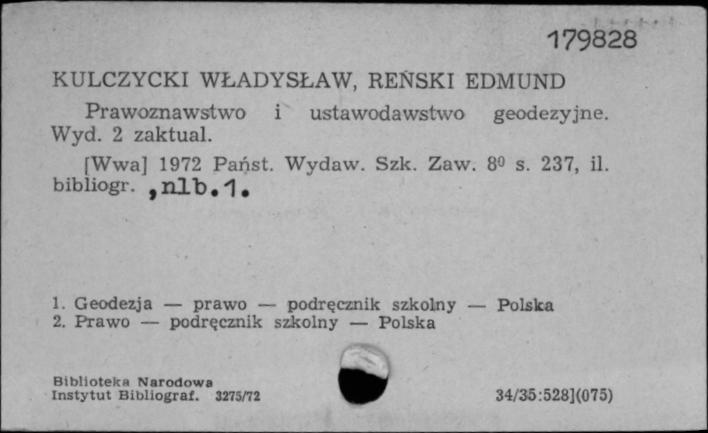 179828
KULCZYCKI WŁADYSŁAW, REŃSKI EDMUND
Prawoznawstwo i ustawodawstwo geodezyjne.
Wyd. 2 zaktual.
[Wwa] 1972 Państ. Wydaw. Szk. Zaw. 8⁰ s. 237, il.
bibliogr. ,nlb.1.
1. Geodezja — prawo — podręcznik szkolny — Polska
2. Prawo — podręcznik szkolny — Polska
Biblioteka Narodowa
Instytut Bibliograf. 3275/72
34/35:528](075)